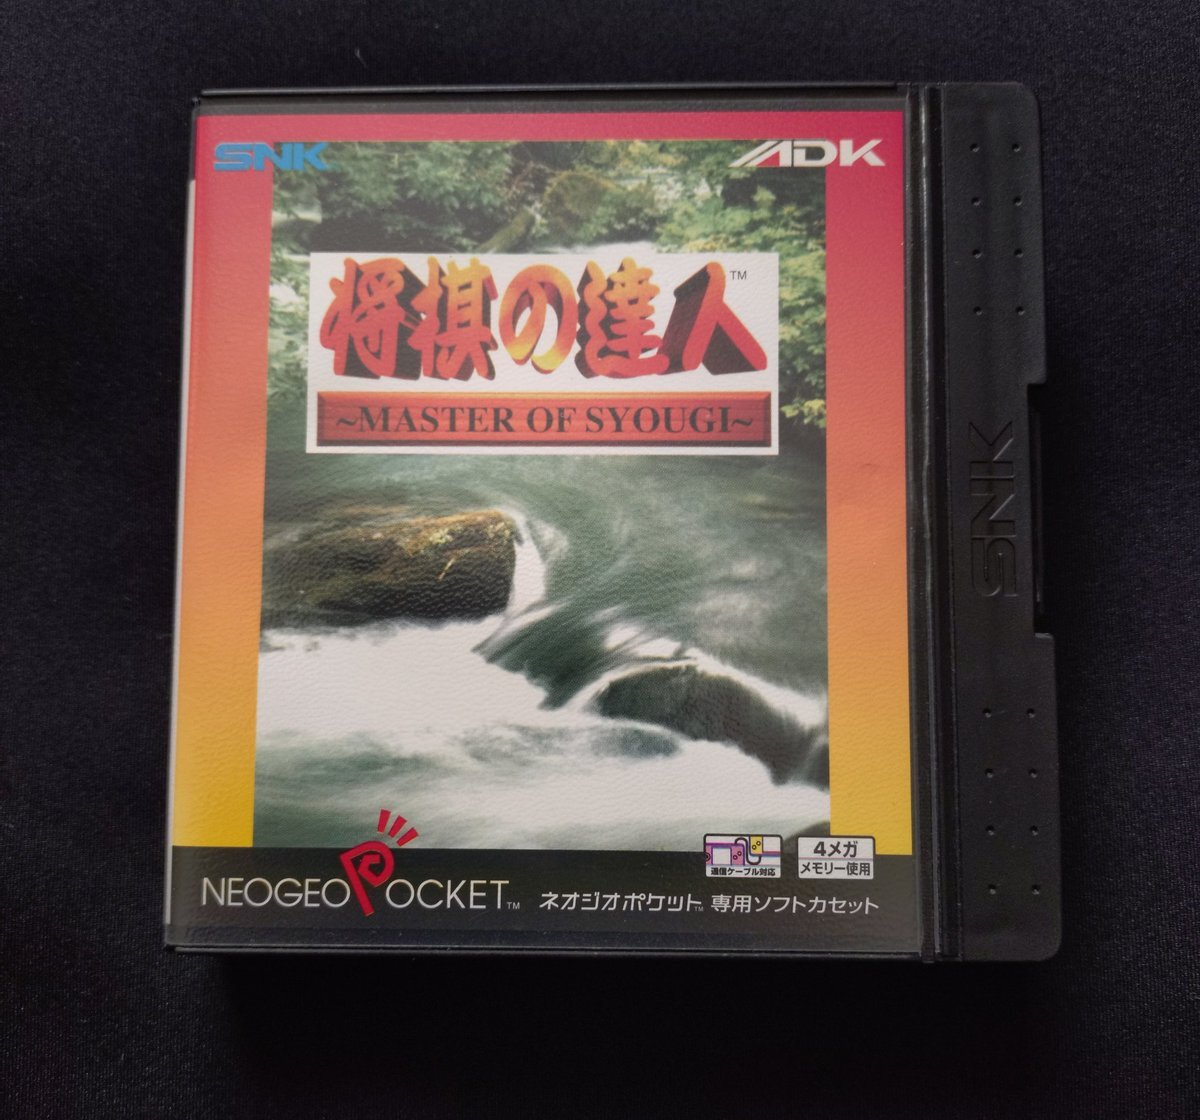 SNK
ADK
将棋の達人™
~MASTER OF SYOUGI~
SNK
通信ケーブル対応
4メガ
メモリー使用
NEOGEO POCKET™
ネオジオポケット™ 専用ソフトカセット